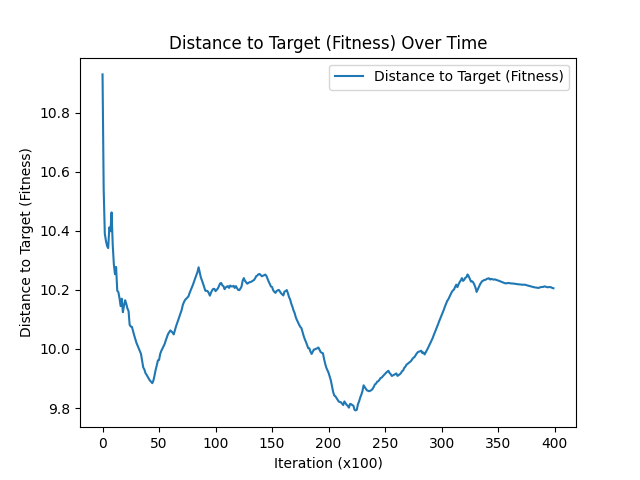 Distance to Target (Fitness) Over Time
Distance to Target (Fitness)
Distance to Target (Fitness)
10.8
10.6
10.4
10.2
10.0
9.8
0 50 100 150 200 250 300 350 400
Iteration (x100)